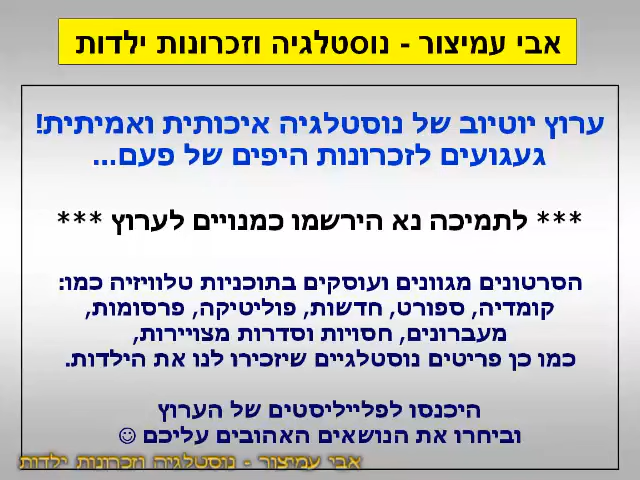 אבי עמיצור - נוסטלגיה וזכרונות ילדות
ערוץ יוטיוב של נוסטלגיה איכותית ואמיתית!
געגועים לזכרונות היפים של פעם...
*** לתמיכה נא הירשמו כמנויים לערוץ ***
הסרטונים מגוונים ועוסקים בתוכניות טלוויזיה כמו:
קומדיה, ספורט, חדשות, פוליטיקה, פרסומות,
מעברונים, חסויות וסדרות מצויירות,
כמו כן פריטים נוסטלגיים שיזכירו לנו את הילדות.
היכנסו לפלייליסטים של הערוץ
וביחרו את הנושאים האהובים עליכם ☺
אבי עמיצור - נוסטלגיה וזכרונות ילדות